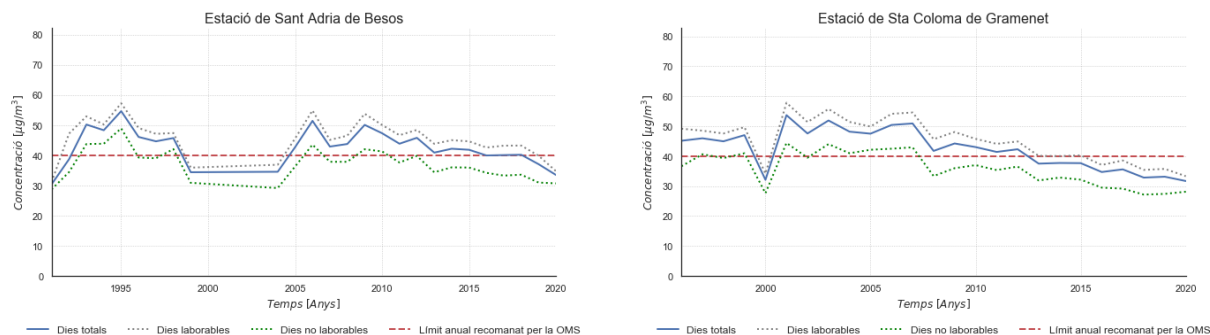 Estació de Sant Adria de Besos
80
70
60
50
40
30
20
10
0
Concentració [µg/m³]
1995
2000
2005
2010
2015
2020
Temps [Anys]
Dies totals
Dies laborables
Dies no laborables
Límit anual recomanat per la OMS
Estació de Sta Coloma de Gramenet
80
70
60
50
40
30
20
10
0
Concentració [µg/m³]
2000
2005
2010
2015
2020
Temps [Anys]
Dies totals
Dies laborables
Dies no laborables
Límit anual recomanat per la OMS